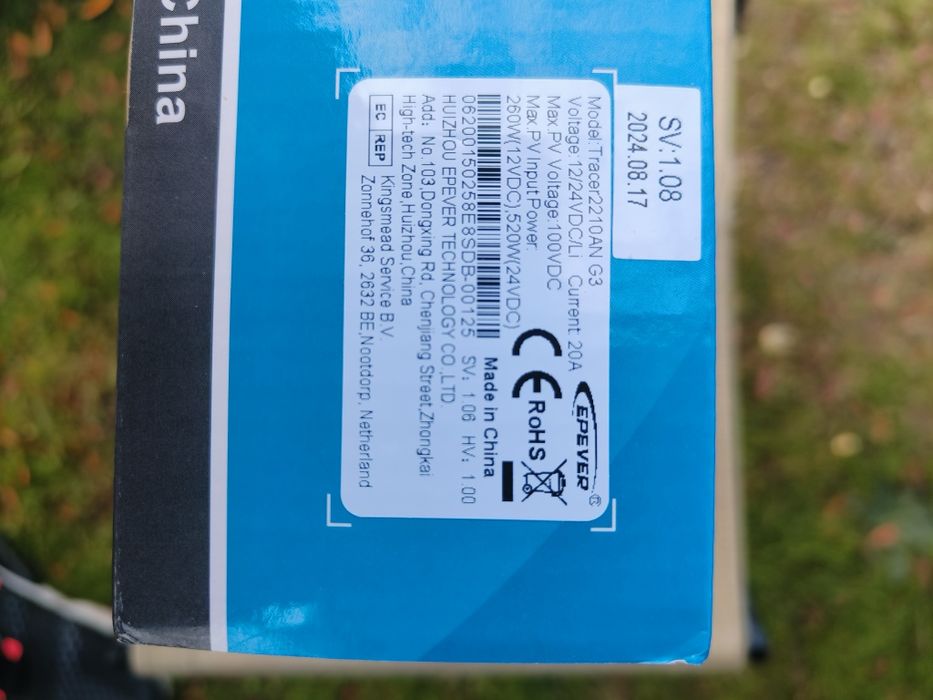 SV:1.08
2024.08.17
Model:Tracer2210AN G3
Voltage:12/24VDC/Li Current: 20A
Max.PV Voltage:100VDC
Max.PV Input Power:
260W(12VDC),520W(24VDC)
EPEVER®
CE RoHS
Made in China
06200150258E8SDB-00125 SV: 1.06 HV: 1.00
HUIZHOU EPEVER TECHNOLOGY CO.,LTD
Add: No.103,Dongxing Rd, Chenjiang Street,Zhongkai
High-tech Zone,Huizhou,China
EC REP
Kingsmead Service B.V.
Zonnehof 36, 2632 BE,Nootdorp, Netherland
China